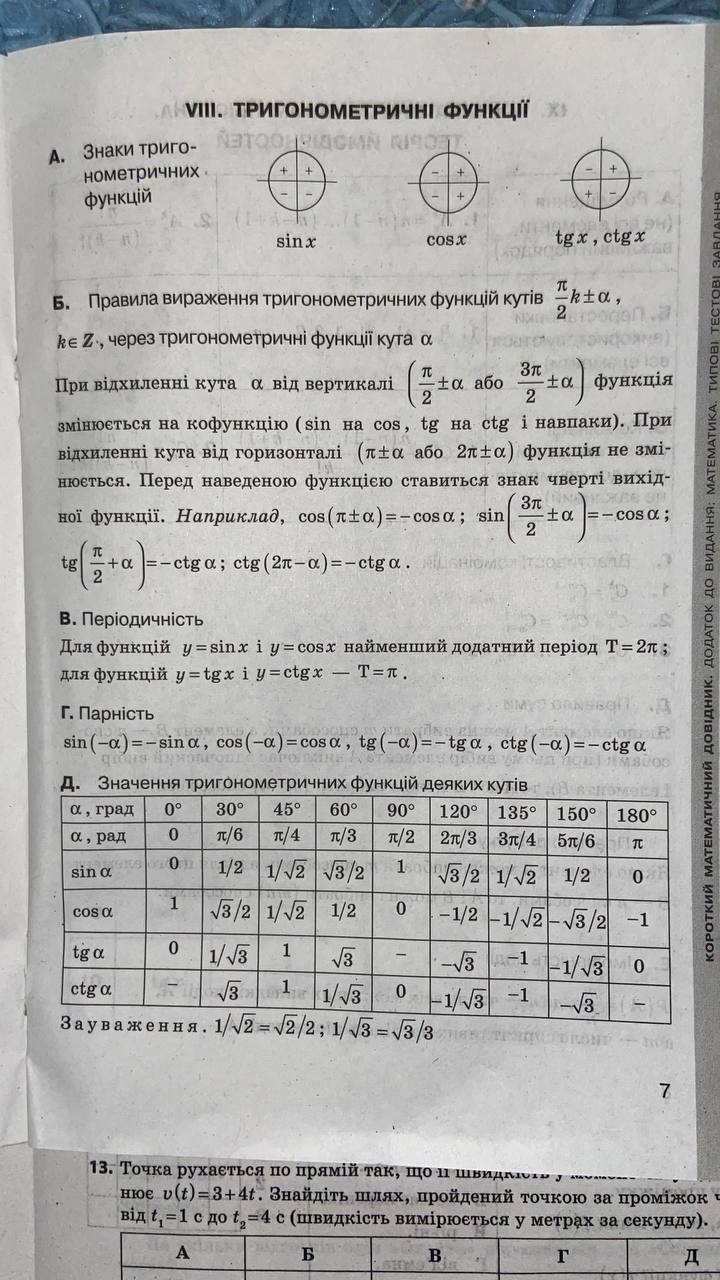 VIII. ТРИГОНОМЕТРИЧНІ ФУНКЦІЇ
А. Знаки триго-
нометричних
функцій
+ +
- -
sin x
- +
- +
cos x
- +
+ -
tg x , ctg x
Б. Правила вираження тригонометричних функцій кутів π/2 k±α ,
k∈Z , через тригонометричні функції кута α
При відхиленні кута α від вертикалі (π/2 ±α або 3π/2 ±α) функція
змінюється на кофункцію (sin на cos, tg на ctg і навпаки). При
відхиленні кута від горизонталі (π±α або 2π±α) функція не змі-
нюється. Перед наведеною функцією ставиться знак чверті вихід-
ної функції. Наприклад, cos(π±α)=−cos α; sin(3π/2 ±α)=−cos α;
tg(π/2 +α)=−ctg α; ctg(2π−α)=−ctg α.
В. Періодичність
Для функцій y=sin x і y=cos x найменший додатний період T=2π;
для функцій y=tg x і y=ctg x — T=π.
Г. Парність
sin(−α)=−sin α, cos(−α)=cos α, tg(−α)=−tg α, ctg(−α)=−ctg α
Д. Значення тригонометричних функцій деяких кутів
α, град 0° 30° 45° 60° 90° 120° 135° 150° 180°
α, рад 0 π/6 π/4 π/3 π/2 2π/3 3π/4 5π/6 π
sin α 0 1/2 1/√2 √3/2 1 √3/2 1/√2 1/2 0
cos α 1 √3/2 1/√2 1/2 0 −1/2 −1/√2 −√3/2 −1
tg α 0 1/√3 1 √3 – −√3 −1 −1/√3 0
ctg α – √3 1 1/√3 0 −1/√3 −1 −√3 –
Зауваження. 1/√2=√2/2; 1/√3=√3/3
7
КОРОТКИЙ МАТЕМАТИЧНИЙ ДОВІДНИК. ДОДАТОК ДО ВИДАННЯ: МАТЕМАТИКА. ТИПОВІ ТЕСТОВІ ЗАВДАННЯ
13. Точка рухається по прямій так, що її швидкість у
нює v(t)=3+4t. Знайдіть шлях, пройдений точкою за проміжок
від t₁=1 с до t₂=4 с (швидкість вимірюється у метрах за секунду).
А Б В Г Д